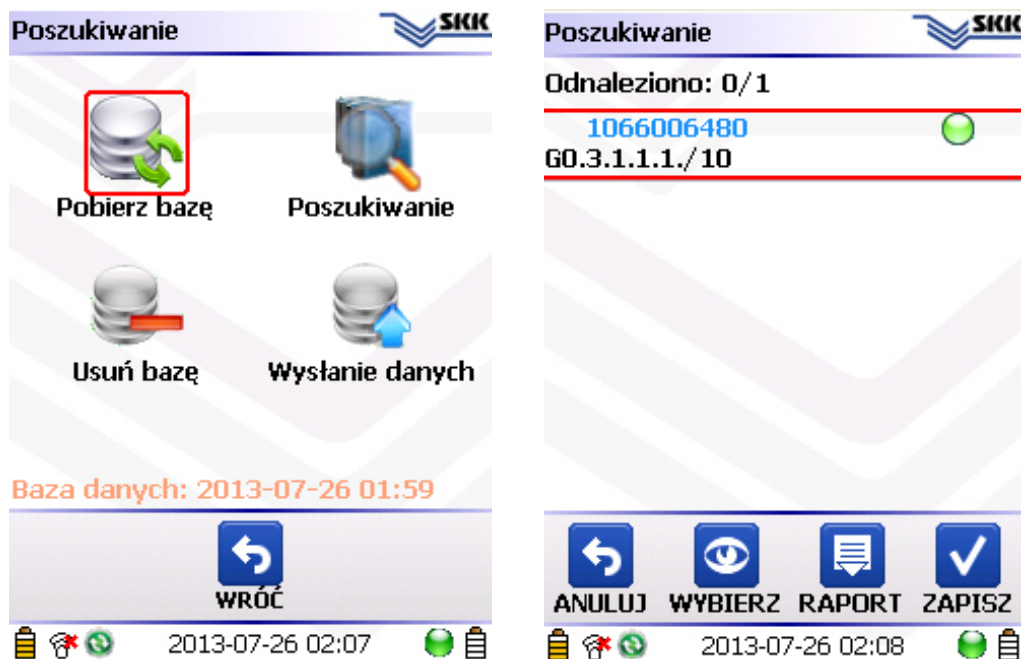 Poszukiwanie
SKK
Pobierz bazę
Poszukiwanie
Usuń bazę
Wysłanie danych
Baza danych: 2013-07-26 01:59
WRÓĆ
2013-07-26 02:07
Poszukiwanie
SKK
Odnaleziono: 0/1
1066006480
G0.3.1.1.1./10
ANULUJ
WYBIERZ
RAPORT
ZAPISZ
2013-07-26 02:08